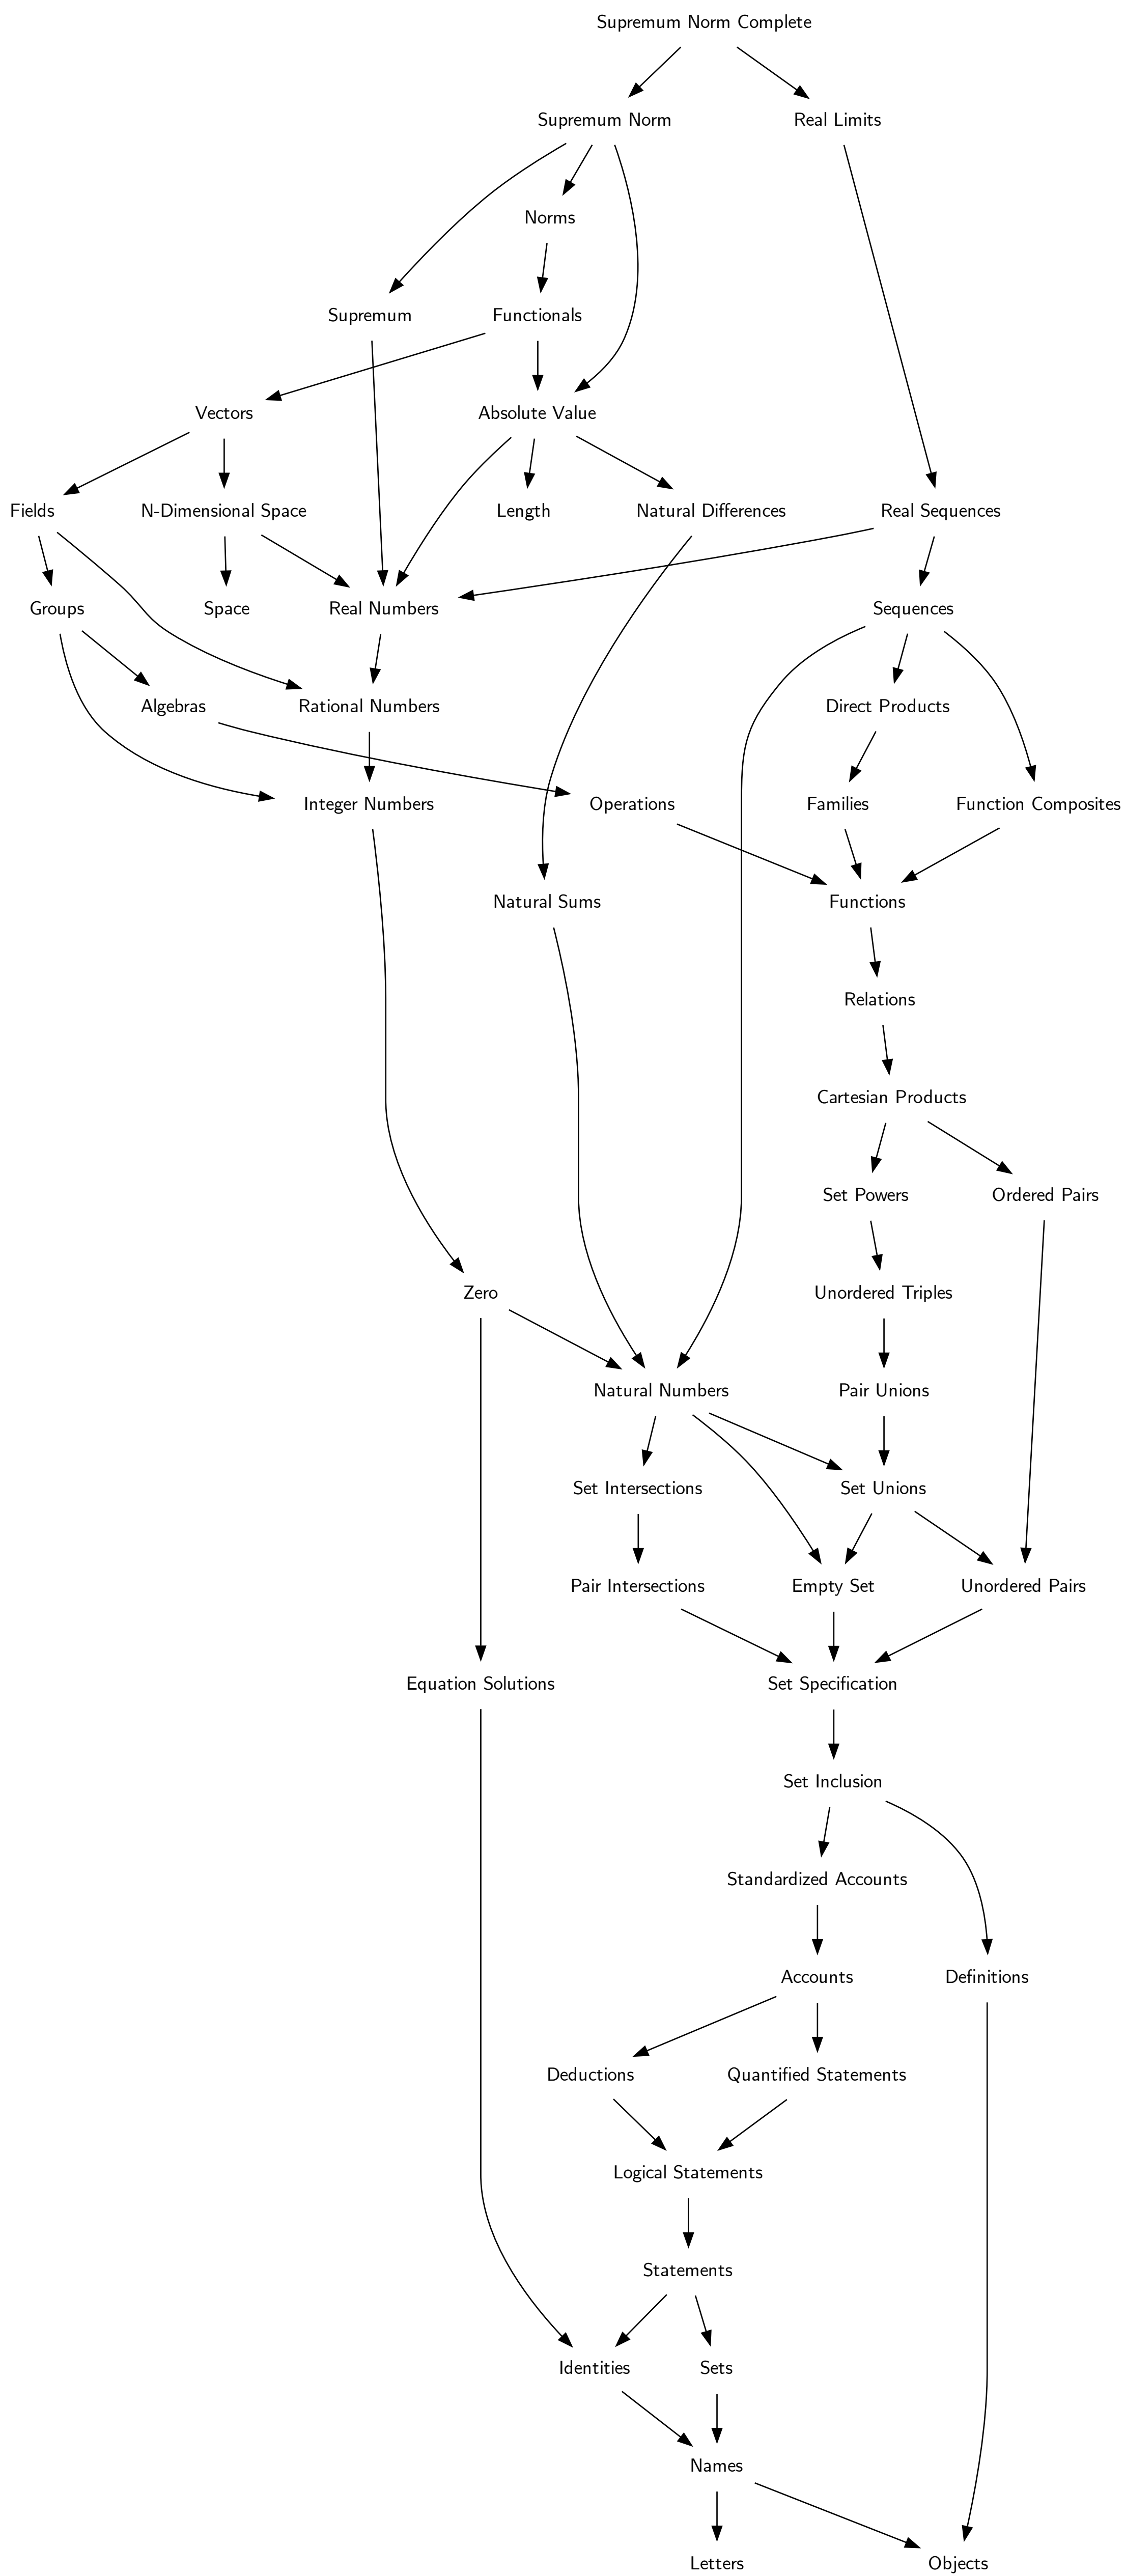 Supremum Norm Complete
Supremum Norm
Real Limits
Norms
Supremum
Functionals
Vectors
Absolute Value
Fields
N-Dimensional Space
Length
Natural Differences
Real Sequences
Groups
Space
Real Numbers
Sequences
Algebras
Rational Numbers
Direct Products
Integer Numbers
Operations
Families
Function Composites
Natural Sums
Functions
Relations
Cartesian Products
Set Powers
Ordered Pairs
Zero
Unordered Triples
Natural Numbers
Pair Unions
Set Intersections
Set Unions
Pair Intersections
Empty Set
Unordered Pairs
Equation Solutions
Set Specification
Set Inclusion
Standardized Accounts
Accounts
Definitions
Deductions
Quantified Statements
Logical Statements
Statements
Identities
Sets
Names
Letters
Objects